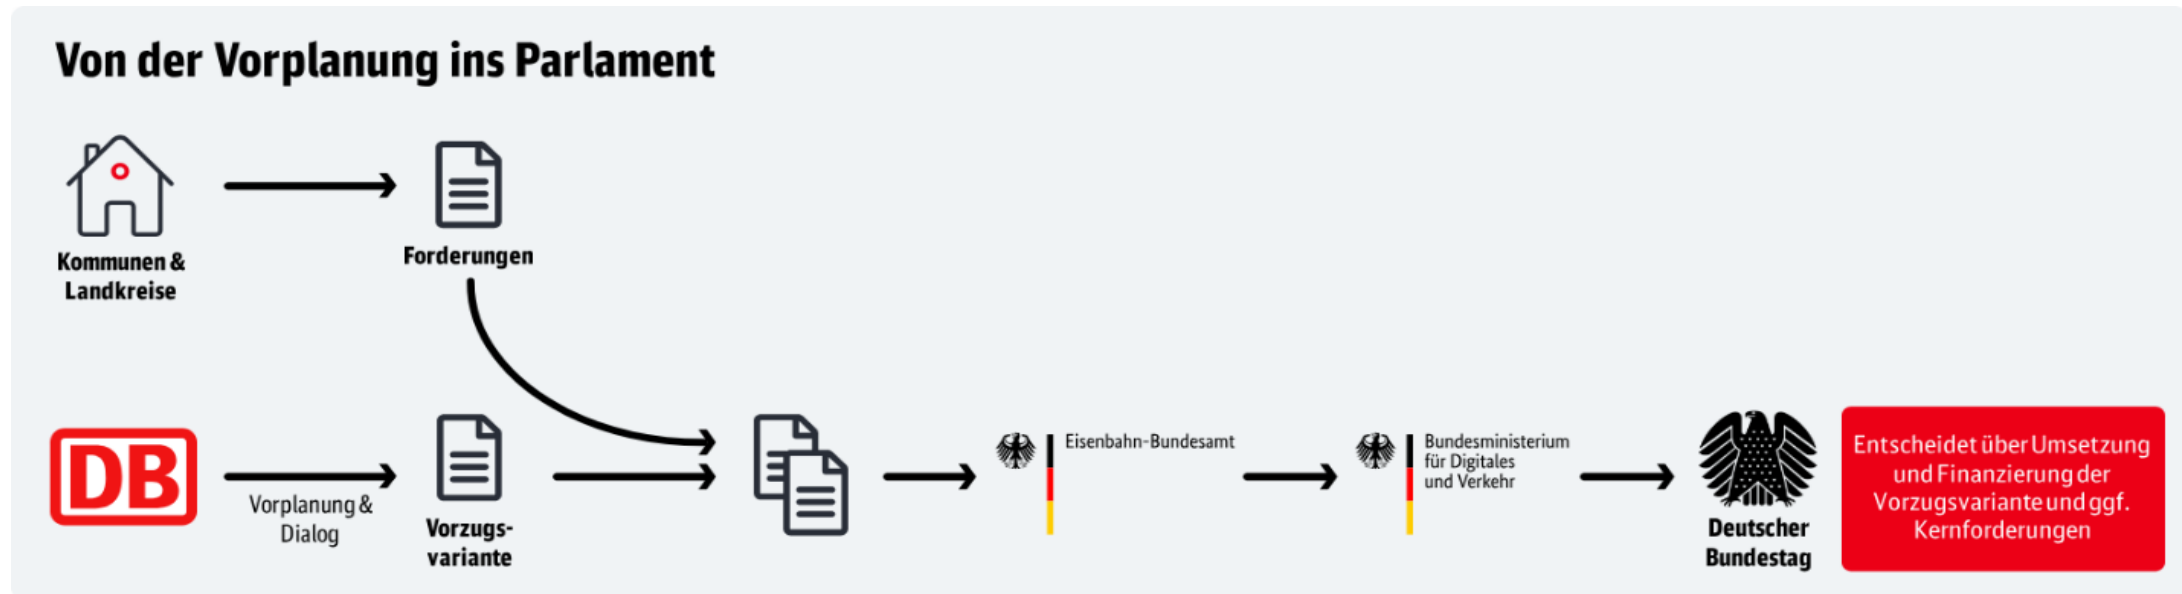 Von der Vorplanung ins Parlament
Kommunen &
Landkreise
Forderungen
DB
Vorplanung &
Dialog
Vorzugs-
variante
Eisenbahn-Bundesamt
Bundesministerium
für Digitales
und Verkehr
Deutscher
Bundestag
Entscheidet über Umsetzung
und Finanzierung der
Vorzugsvariante und ggf.
Kernforderungen